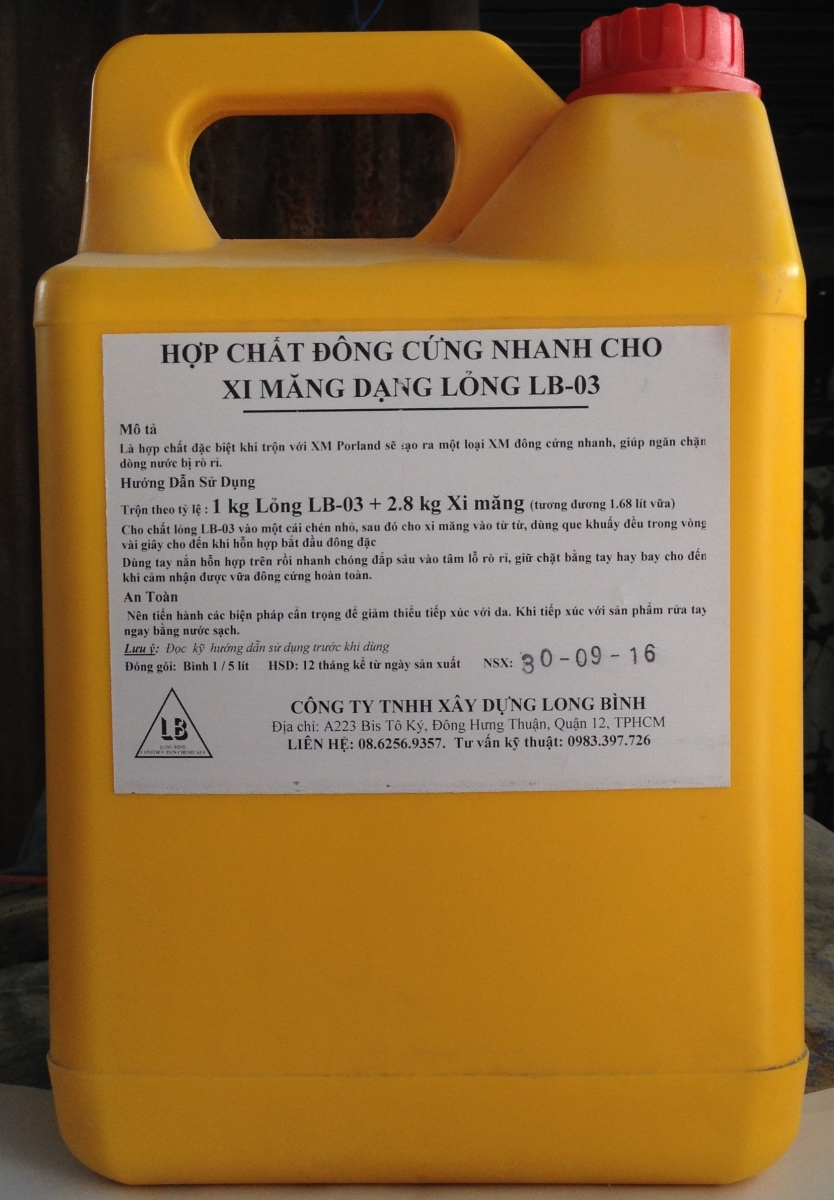 HỢP CHẤT ĐÔNG CỨNG NHANH CHO
XI MĂNG DẠNG LỎNG LB-03
Mô tả
Là hợp chất đặc biệt khi trộn với XM Porland sẽ tạo ra một loại XM đông cứng nhanh, giúp ngăn chặn
dòng nước bị rò rỉ.
Hướng Dẫn Sử Dụng
Trộn theo tỷ lệ : 1 kg Lỏng LB-03 + 2.8 kg Xi măng (tương đương 1.68 lít vữa)
Cho chất lỏng LB-03 vào một cái chén nhỏ, sau đó cho xi măng vào từ từ, dùng que khuấy đều trong vòng
vài giây cho đến khi hỗn hợp bắt đầu đông đặc
Dùng tay nắn hỗn hợp trên rồi nhanh chóng đắp sâu vào tâm lỗ rò rỉ, giữ chặt bằng tay hay bay cho đến
khi cảm nhận được vữa đông cứng hoàn toàn.
An Toàn
Nên tiến hành các biện pháp cẩn trọng để giảm thiểu tiếp xúc với da. Khi tiếp xúc với sản phẩm rửa tay
ngay bằng nước sạch.
Lưu ý: Đọc kỹ hướng dẫn sử dụng trước khi dùng
Đóng gói: Bình 1 / 5 lít HSD: 12 tháng kể từ ngày sản xuất NSX: 30-09-16
LB
LONG BINH
CONSTRUCTION CHEMICALS
CÔNG TY TNHH XÂY DỰNG LONG BÌNH
Địa chỉ: A223 Bis Tô Ký, Đông Hưng Thuận, Quận 12, TPHCM
LIÊN HỆ: 08.6256.9357. Tư vấn kỹ thuật: 0983.397.726